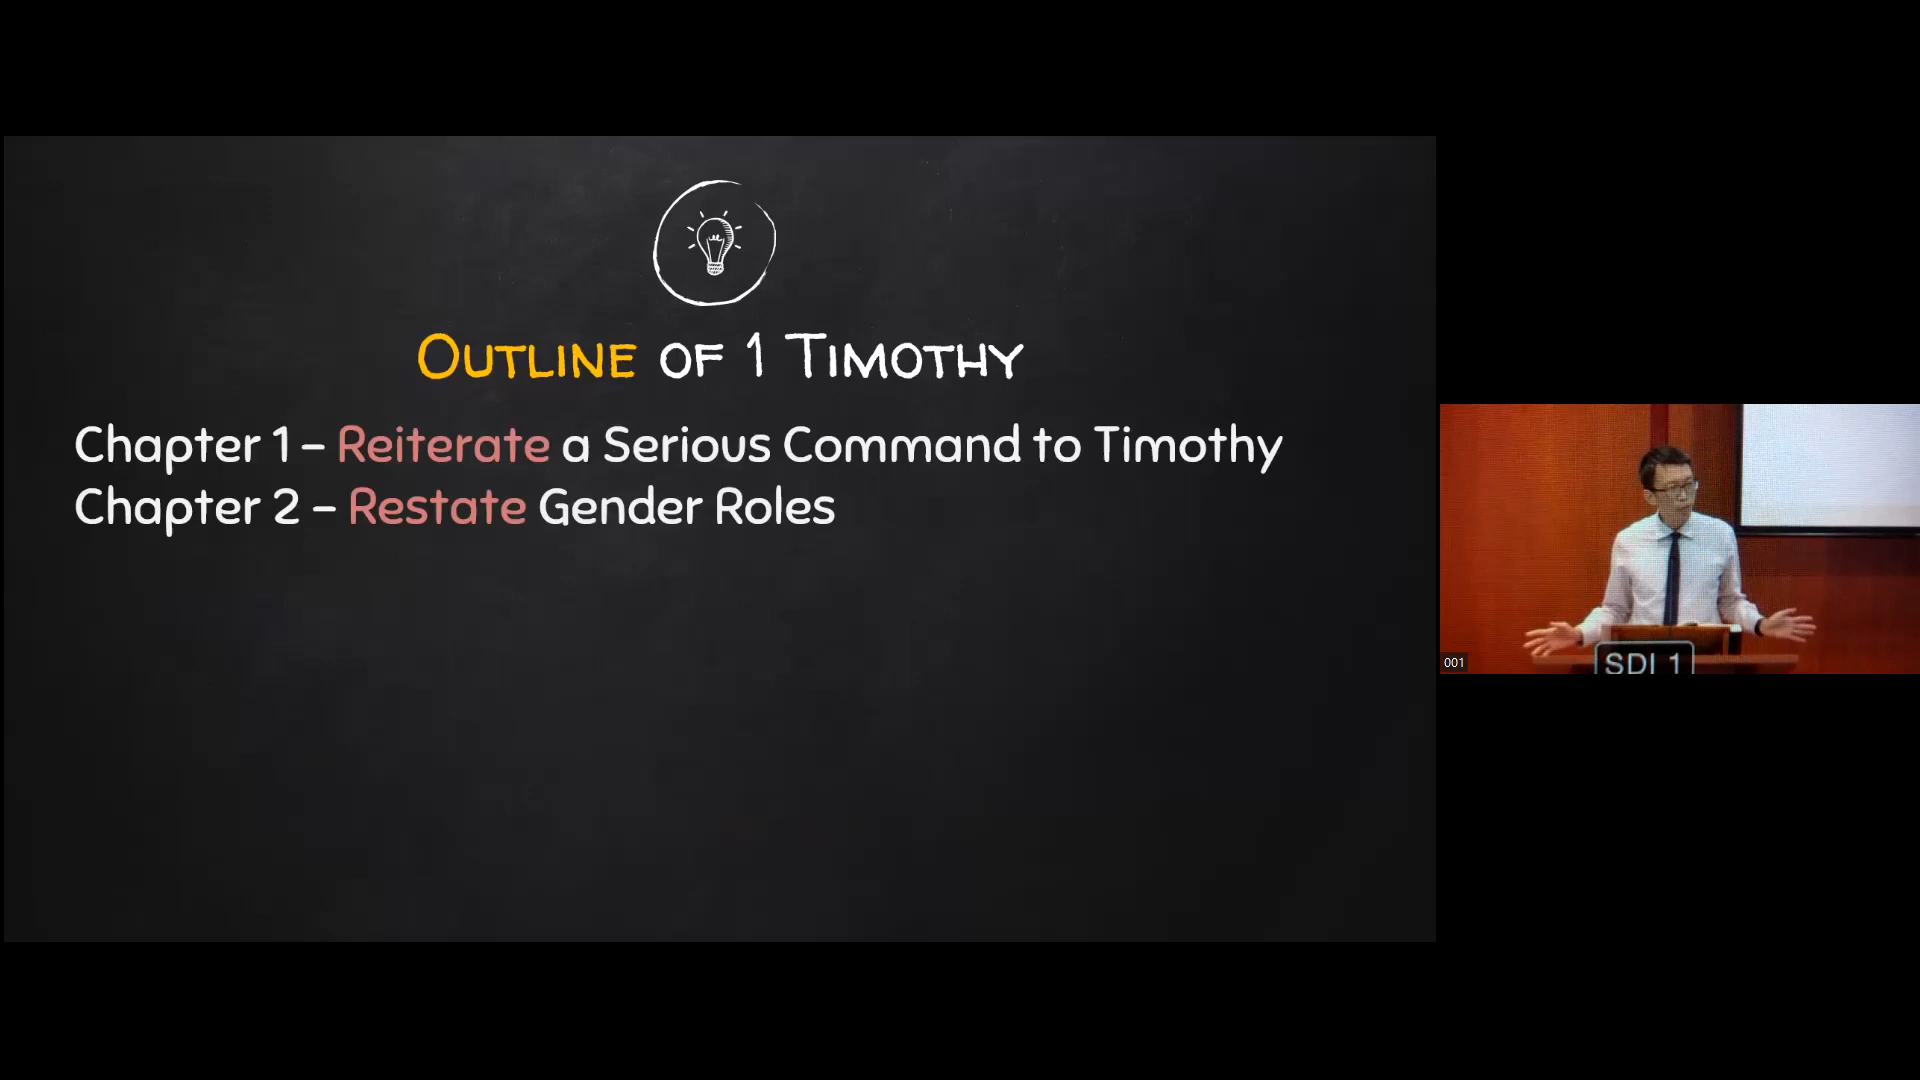 Outline of 1 Timothy
Chapter 1 – Reiterate a Serious Command to Timothy
Chapter 2 – Restate Gender Roles
SDI 1
001